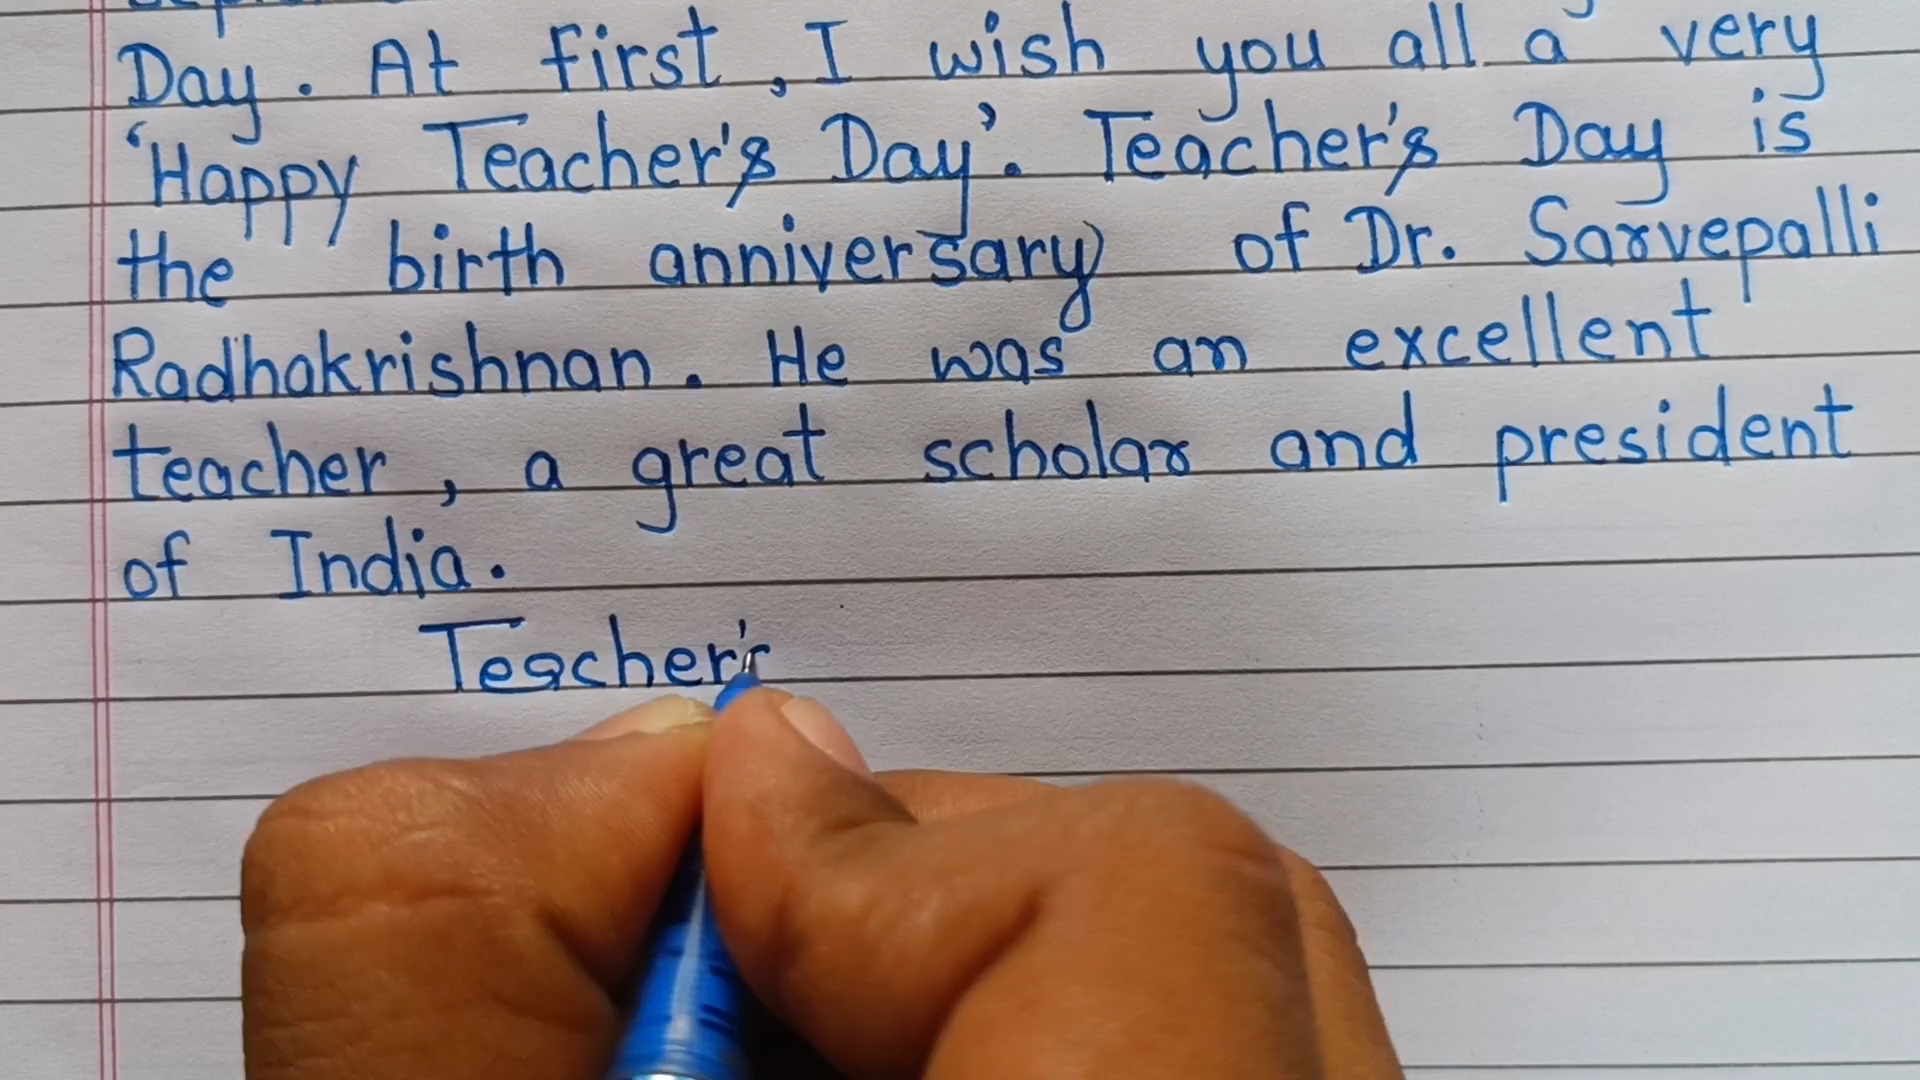 Day. At first, I wish you all a very
'Happy Teacher's Day'. Teacher's Day is
the birth anniversary of Dr. Sarvepalli
Radhakrishnan. He was an excellent
teacher, a great scholar and president
of India.
Teacher's